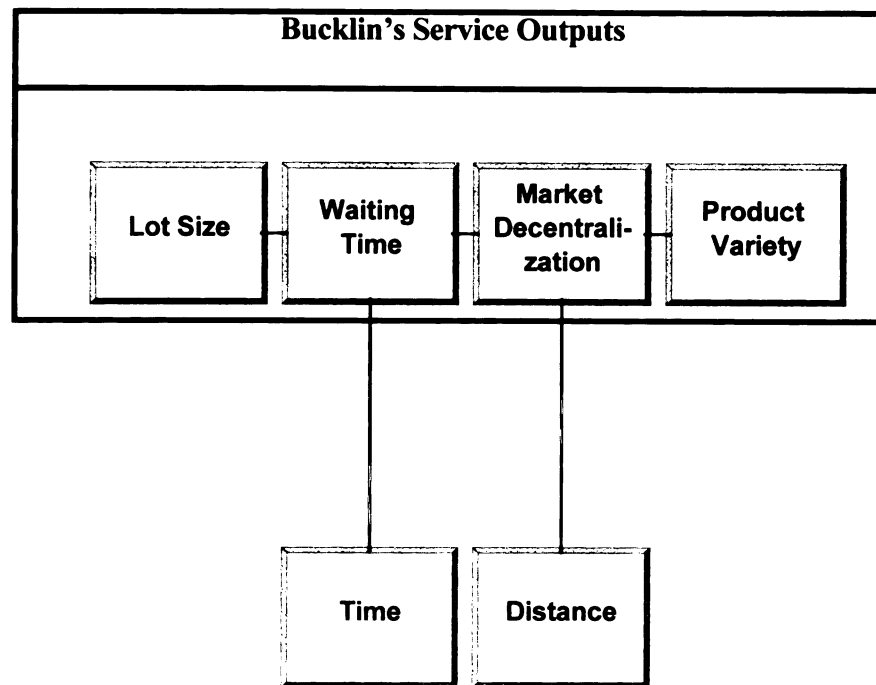 Bucklin's Service Outputs
Lot Size
Waiting
Time
Market
Decentrali-
zation
Product
Variety
Time
Distance